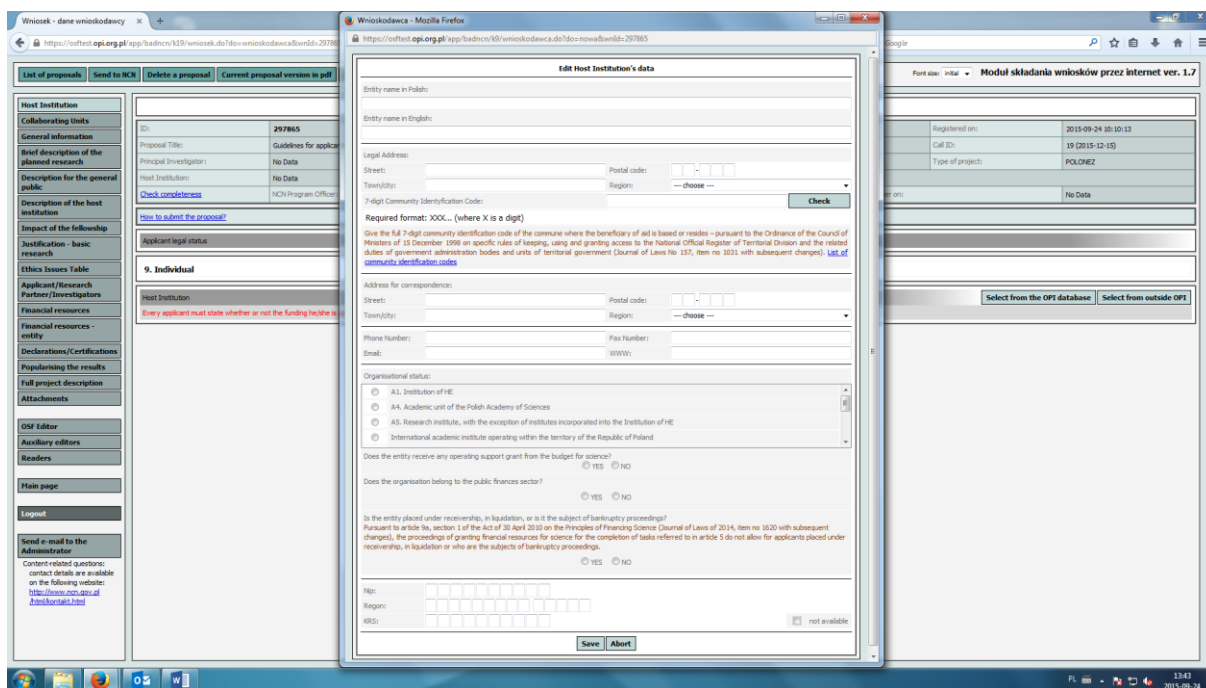 Wniosek - dane wnioskodawcy
https://osftest.opi.org.pl/app/badncn/k19/wniosek.do?do=wnioskodawca&wnId=29786
Google
List of proposals
Send to NCN
Delete a proposal
Current proposal version in pdf
Font size: initial
Moduł składania wniosków przez internet ver. 1.7
Host Institution
Collaborating Units
General information
Brief description of the
planned research
Description for the general
public
Description of the host
institution
Impact of the fellowship
Justification - basic
research
Ethics Issues Table
Applicant/Research
Partner/Investigators
Financial resources
Financial resources -
entity
Declarations/Certifications
Popularising the results
Full project description
Attachments
OSF Editor
Auxiliary editors
Readers
Main page
Logout
Send e-mail to the
Administrator
Content-related questions:
contact details are available
on the following website:
http://www.ncn.gov.pl
/html/kontakt.html
ID: 297865
Proposal Title: Guidelines for applican
Principal Investigator: No Data
Host Institution: No Data
Check completeness NCN Program Officer:
How to submit the proposal?
Applicant legal status
9. Individual
Host Institution
Every applicant must state whether or not the funding he/she is
Registered on: 2015-09-24 10:10:13
Call ID: 19 (2015-12-15)
Type of project: POLONEZ
er on: No Data
Select from the OPI database
Select from outside OPI
Wnioskodawca - Mozilla Firefox
https://osftest.opi.org.pl/app/badncn/k9/wnioskodawca.do?do=nowa&wnId=297865
Edit Host Institution's data
Entity name in Polish:
Entity name in English:
Legal Address:
Street: Postal code: -
Town/city: Region: --- choose ---
7-digit Community Identyfication Code: Check
Required format: XXX... (where X is a digit)
Give the full 7-digit community identification code of the commune where the beneficiary of aid is based or resides – pursuant to the Ordinance of the Council of
Ministers of 15 December 1998 on specific rules of keeping, using and granting access to the National Official Register of Territorial Division and the related
duties of government administration bodies and units of territorial government (Journal of Laws No 157, item no 1031 with subsequent changes). List of
community identification codes
Address for correspondence:
Street: Postal code: -
Town/city: Region: --- choose ---
Phone Number: Fax Number:
Email: WWW:
Organisational status:
A1. Institution of HE
A4. Academic unit of the Polish Academy of Sciences
A5. Research institute, with the exception of institutes incorporated into the Institution of HE
International academic institute operating within the territory of the Republic of Poland
Does the entity receive any operating support grant from the budget for science?
YES NO
Does the organisation belong to the public finances sector?
YES NO
Is the entity placed under receivership, in liquidation, or is it the subject of bankruptcy proceedings?
Pursuant to article 9a, section 1 of the Act of 30 April 2010 on the Principles of Financing Science (Journal of Laws of 2014, item no 1620 with subsequent
changes), the proceedings of granting financial resources for science for the completion of tasks referred to in article 5 do not allow for applicants placed under
receivership, in liquidation or who are the subjects of bankruptcy proceedings.
YES NO
Nip:
Regon:
KRS: not available
Save Abort
PL
13:43
2015-09-24